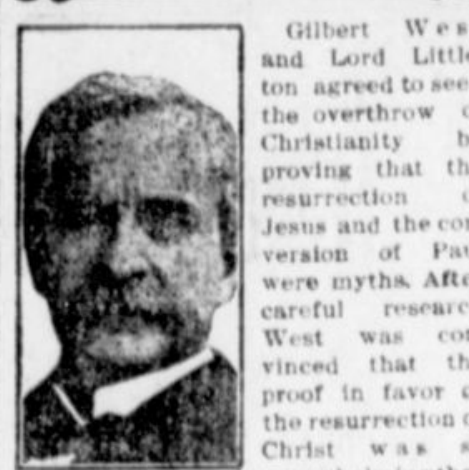 Gilbert Wes
and Lord Little
ton agreed to see
the overthrow o
Christianity b
proving that th
resurrection o
Jesus and the con
version of Pau
were myths. Afte
careful researc
West was con
vinced that th
proof in favor o
the resurrection o
Christ was s